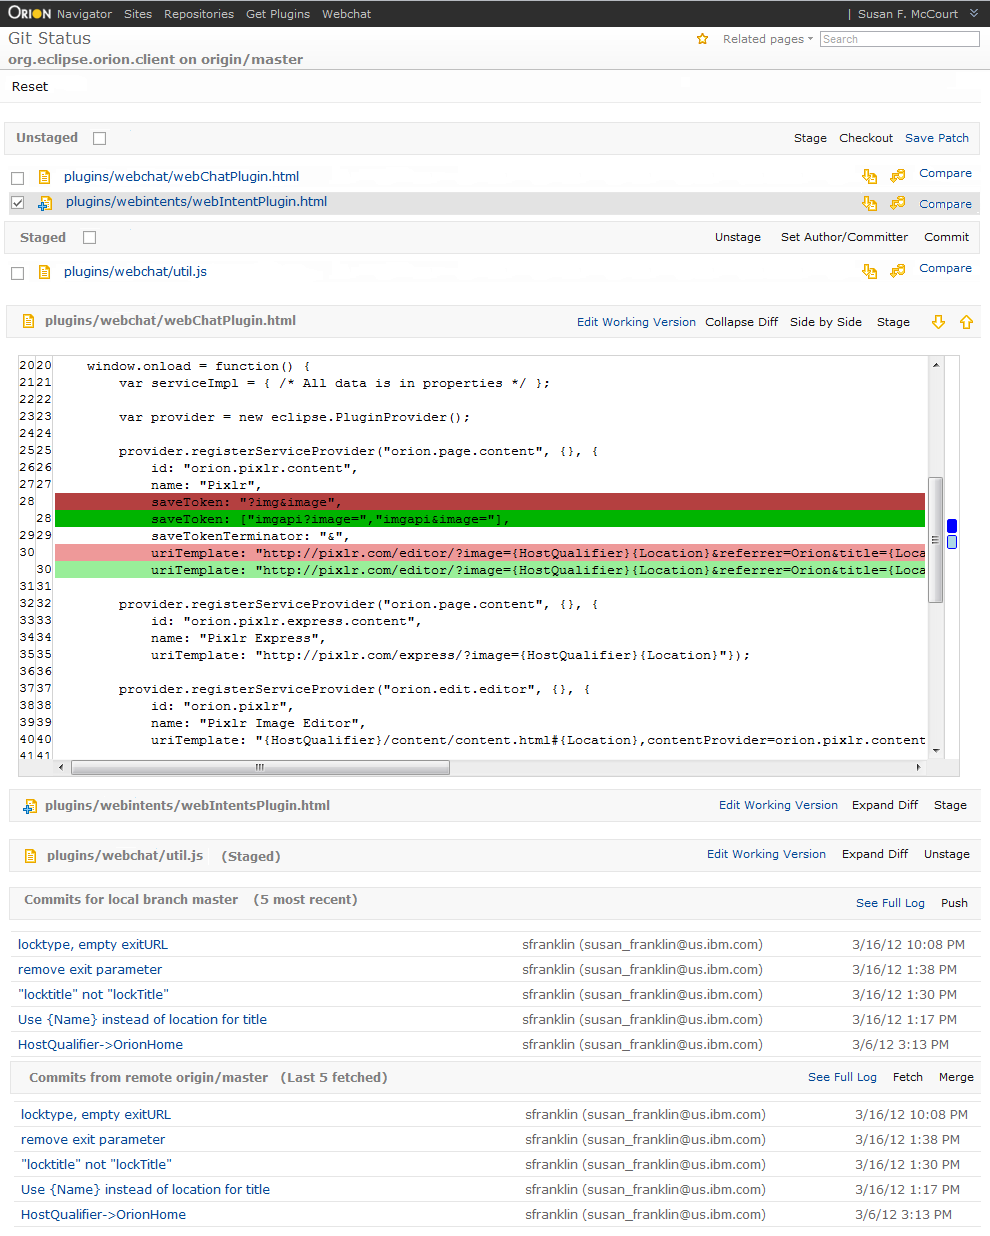 ORION Navigator Sites Repositories Get Plugins Webchat | Susan F. McCourt
Git Status Related pages Search
org.eclipse.orion.client on origin/master
Reset
Unstaged Stage Checkout Save Patch
plugins/webchat/webChatPlugin.html Compare
plugins/webintents/webIntentPlugin.html Compare
Staged Unstage Set Author/Committer Commit
plugins/webchat/util.js Compare
plugins/webchat/webChatPlugin.html Edit Working Version Collapse Diff Side by Side Stage
20 20 window.onload = function() {
21 21 var serviceImpl = { /* All data is in properties */ };
22 22
23 23 var provider = new eclipse.PluginProvider();
24 24
25 25 provider.registerServiceProvider("orion.page.content", {}, {
26 26 id: "orion.pixlr.content",
27 27 name: "Pixlr",
28 saveToken: "?img&image",
28 saveToken: ["imgapi?image=","imgapi&image="],
29 29 saveTokenTerminator: "&",
30 uriTemplate: "http://pixlr.com/editor/?image={HostQualifier}{Location}&referrer=Orion&title={Loca
30 uriTemplate: "http://pixlr.com/editor/?image={HostQualifier}{Location}&referrer=Orion&title={Loca
31 31
32 32 provider.registerServiceProvider("orion.page.content", {}, {
33 33 id: "orion.pixlr.express.content",
34 34 name: "Pixlr Express",
35 35 uriTemplate: "http://pixlr.com/express/?image={HostQualifier}{Location}"});
36 36
37 37 provider.registerServiceProvider("orion.edit.editor", {}, {
38 38 id: "orion.pixlr",
39 39 name: "Pixlr Image Editor",
40 40 uriTemplate: "{HostQualifier}/content/content.html#{Location},contentProvider=orion.pixlr.content
41 41
plugins/webintents/webIntentsPlugin.html Edit Working Version Expand Diff Stage
plugins/webchat/util.js (Staged) Edit Working Version Expand Diff Unstage
Commits for local branch master (5 most recent) See Full Log Push
locktype, empty exitURL sfranklin (susan_franklin@us.ibm.com) 3/16/12 10:08 PM
remove exit parameter sfranklin (susan_franklin@us.ibm.com) 3/16/12 1:38 PM
"locktitle" not "lockTitle" sfranklin (susan_franklin@us.ibm.com) 3/16/12 1:30 PM
Use {Name} instead of location for title sfranklin (susan_franklin@us.ibm.com) 3/16/12 1:17 PM
HostQualifier->OrionHome sfranklin (susan_franklin@us.ibm.com) 3/6/12 3:13 PM
Commits from remote origin/master (Last 5 fetched) See Full Log Fetch Merge
locktype, empty exitURL sfranklin (susan_franklin@us.ibm.com) 3/16/12 10:08 PM
remove exit parameter sfranklin (susan_franklin@us.ibm.com) 3/16/12 1:38 PM
"locktitle" not "lockTitle" sfranklin (susan_franklin@us.ibm.com) 3/16/12 1:30 PM
Use {Name} instead of location for title sfranklin (susan_franklin@us.ibm.com) 3/16/12 1:17 PM
HostQualifier->OrionHome sfranklin (susan_franklin@us.ibm.com) 3/6/12 3:13 PM